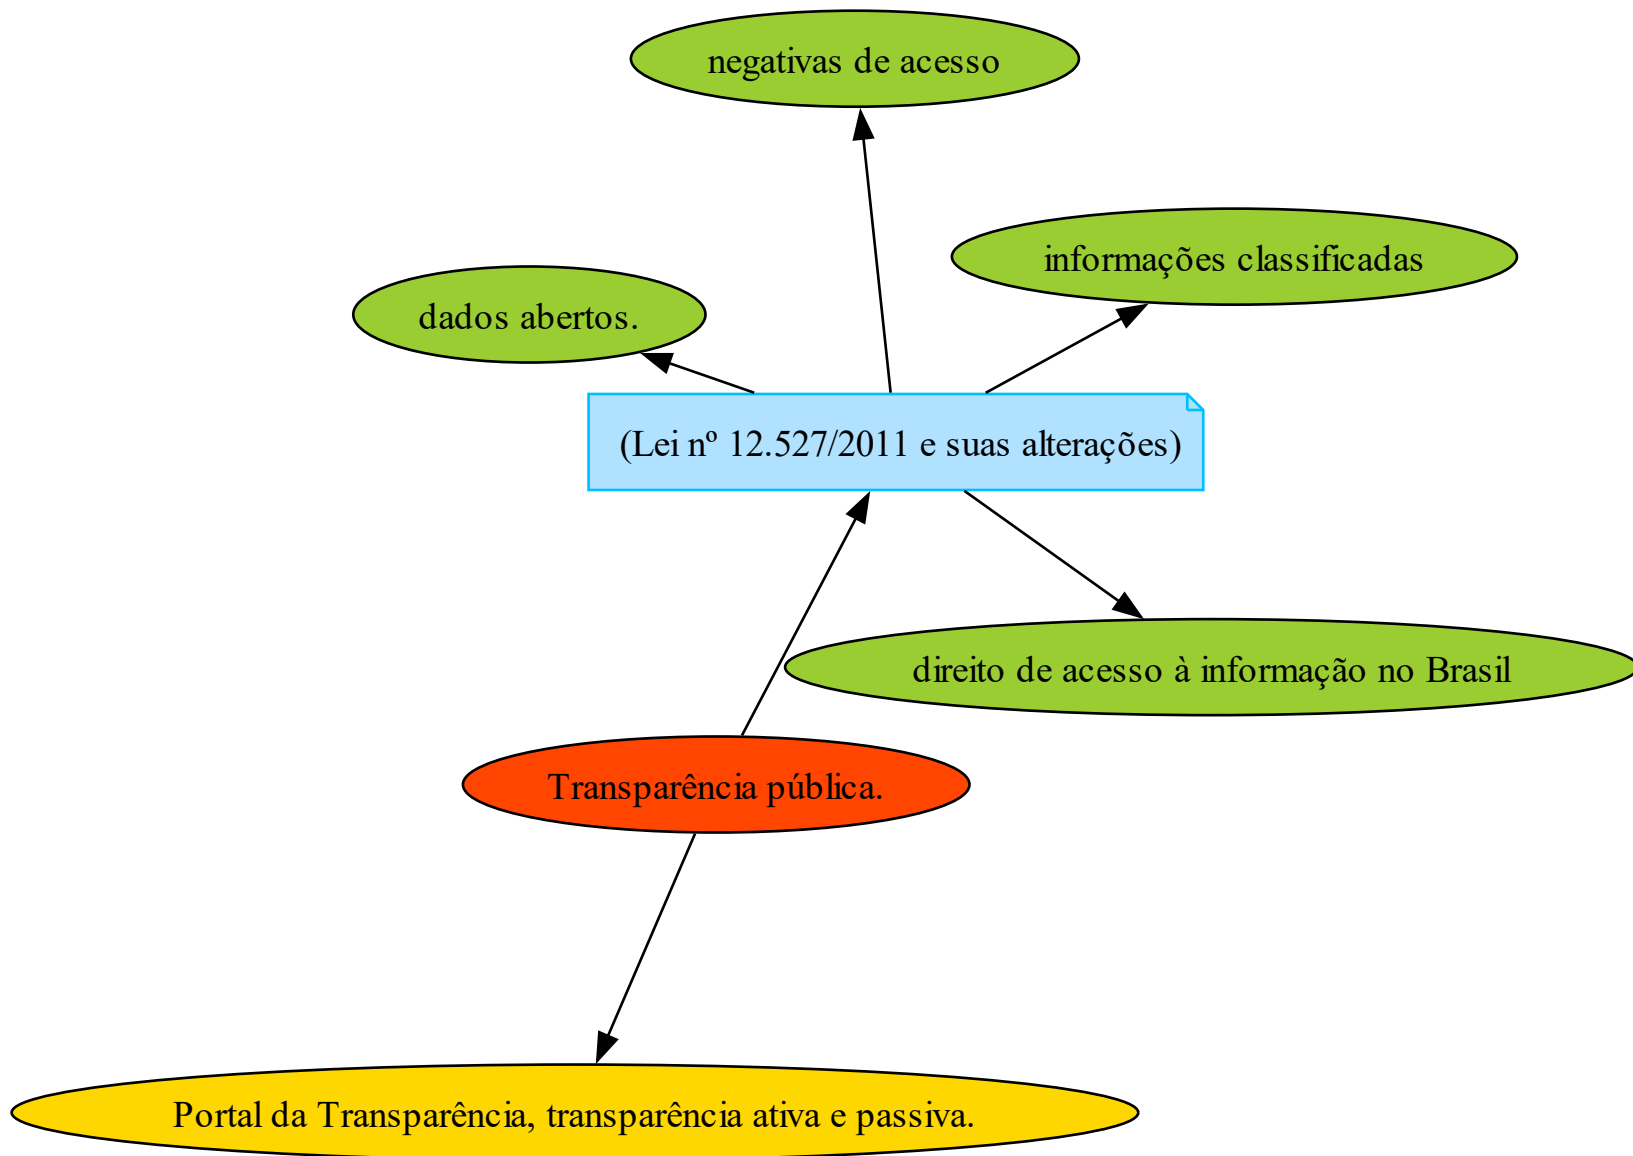 negativas de acesso
informações classificadas
dados abertos.
(Lei nº 12.527/2011 e suas alterações)
direito de acesso à informação no Brasil
Transparência pública.
Portal da Transparência, transparência ativa e passiva.